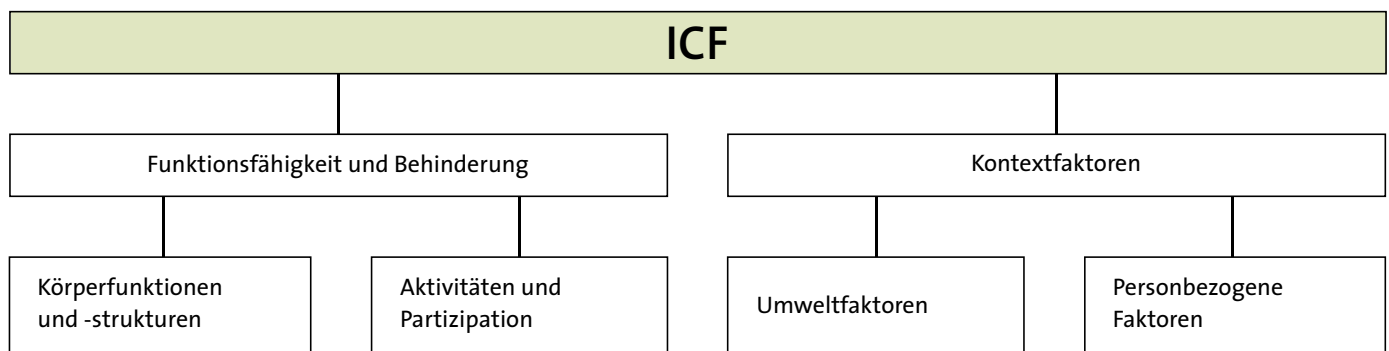 ICF
Funktionsfähigkeit und Behinderung
Kontextfaktoren
Körperfunktionen
und -strukturen
Aktivitäten und
Partizipation
Umweltfaktoren
Personbezogene
Faktoren